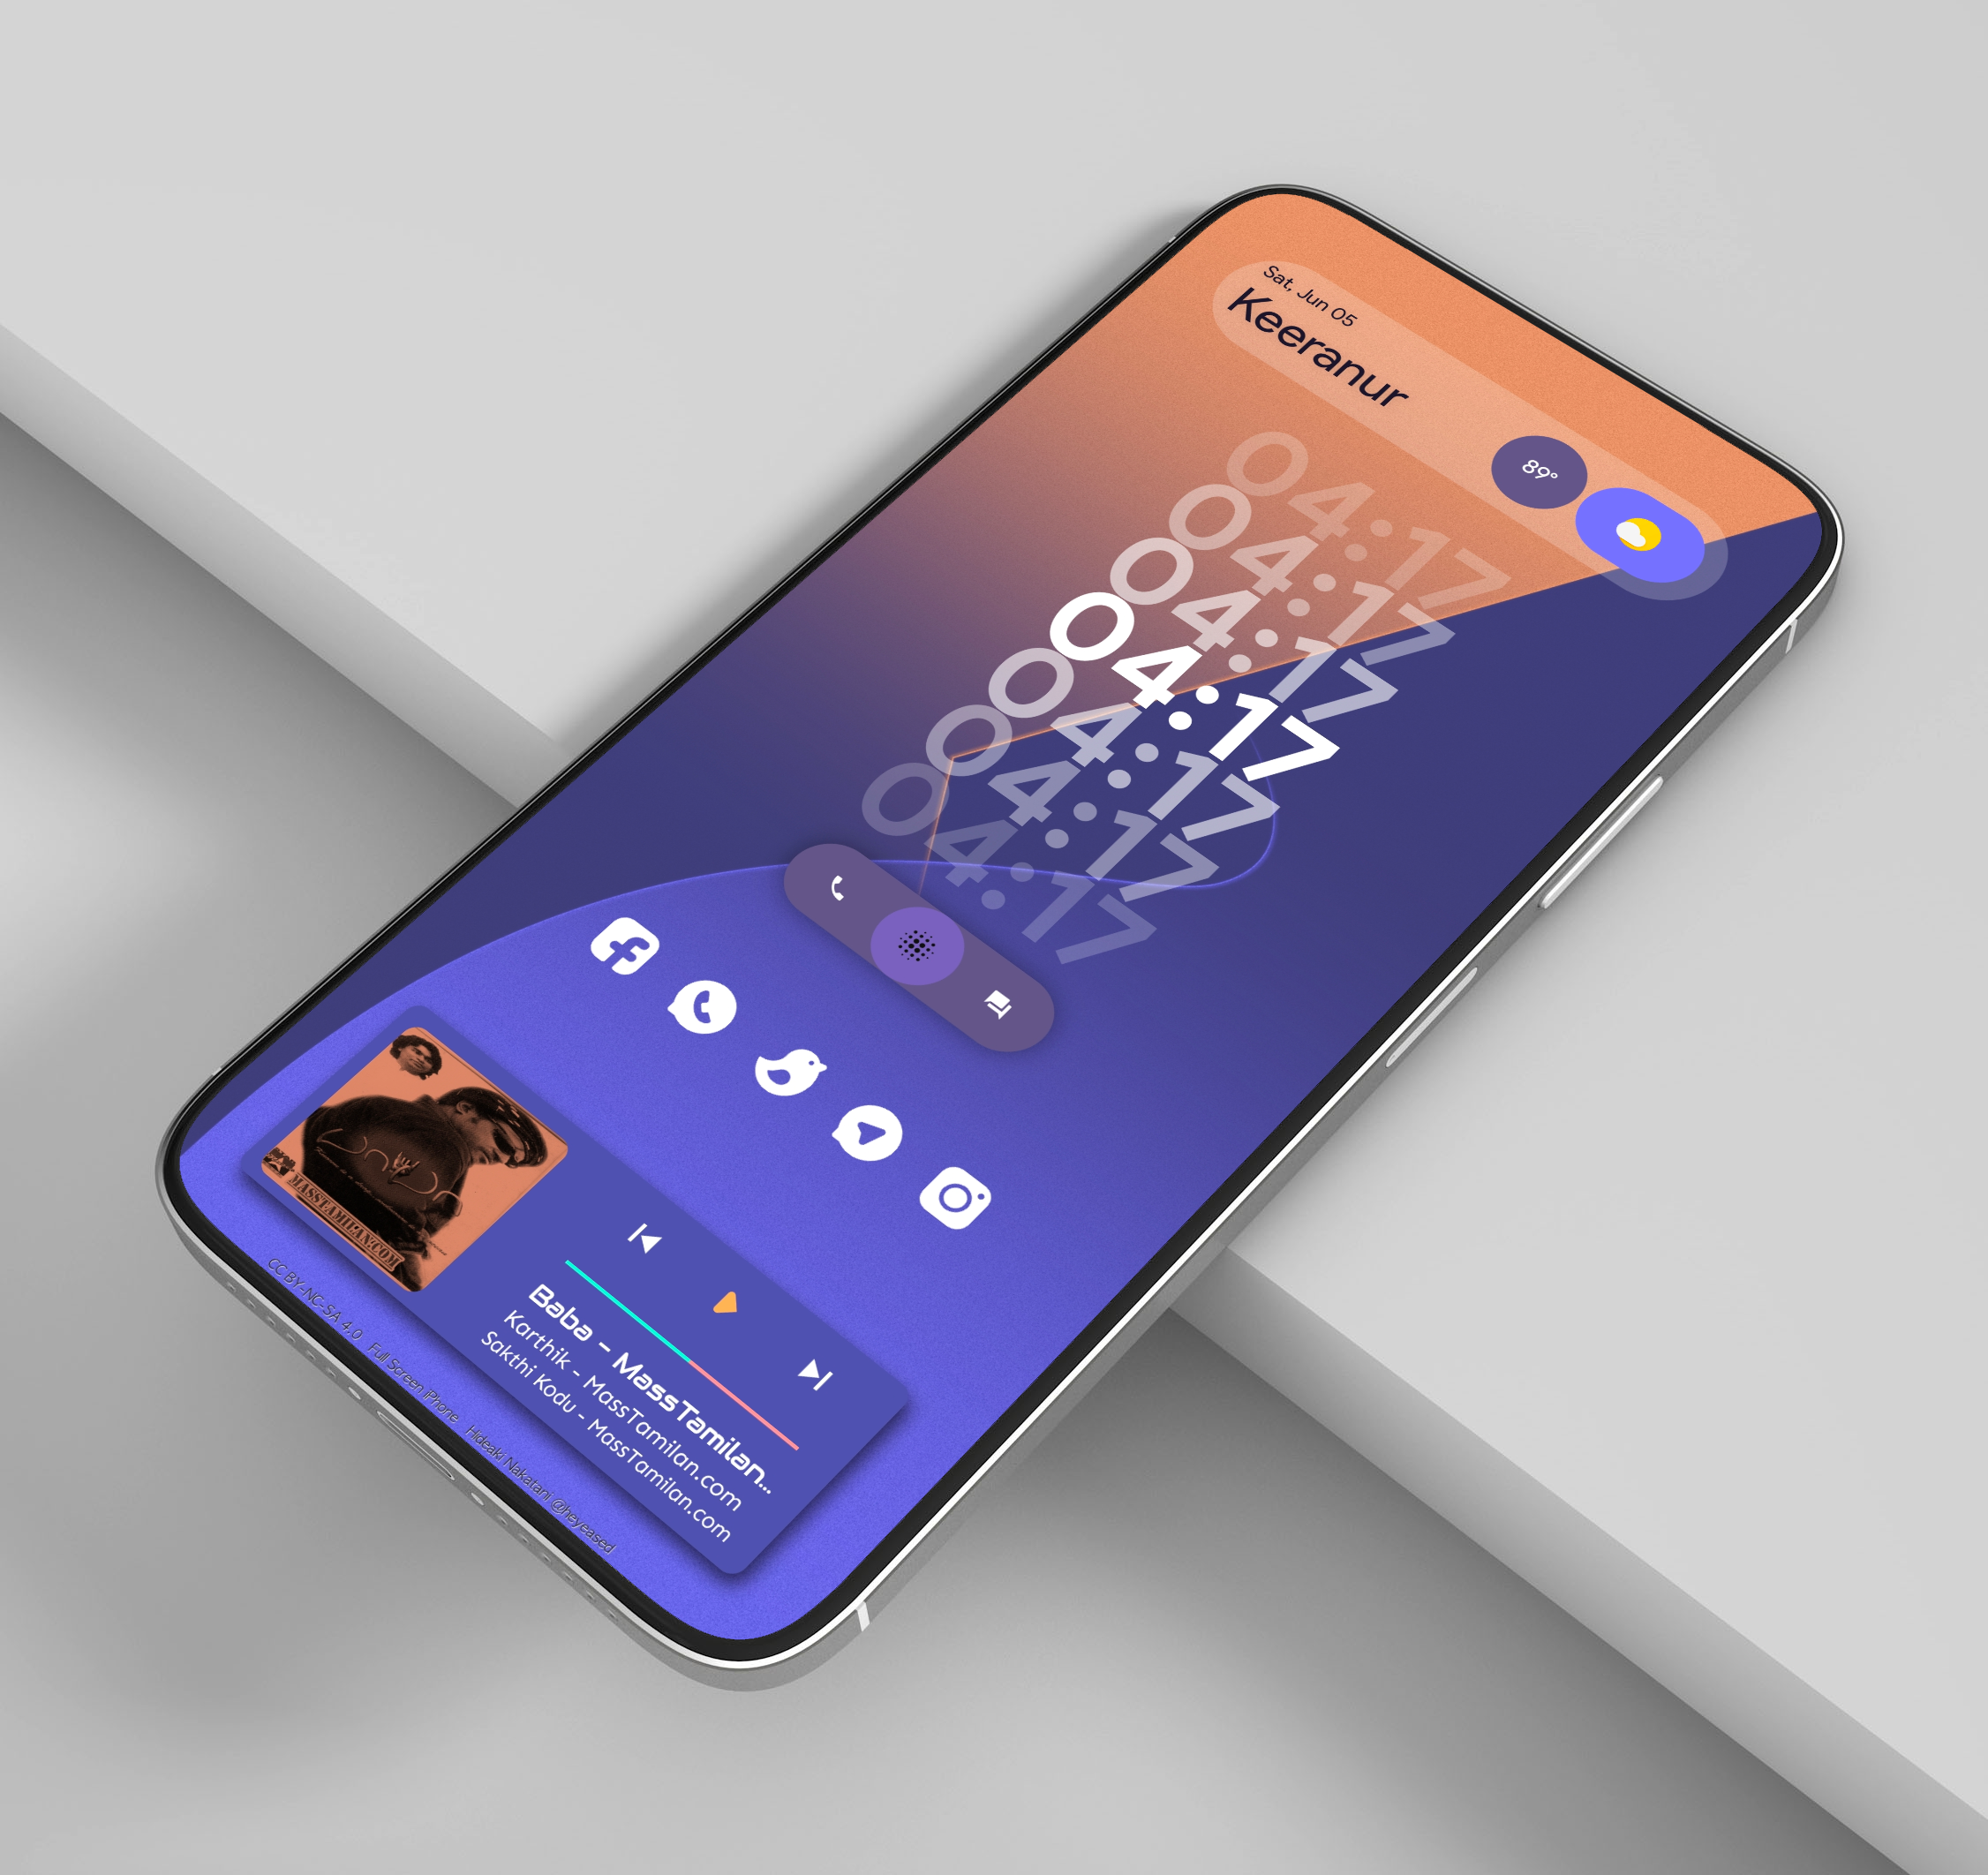 Sat, Jun 05
Keeranur
89°
04:17
04:17
04:17
04:17
04:17
04:17
04:17
MASSTAMILAN.COM
Baba - MassTamilan...
Karthik - MassTamilan.com
Sakthi Kodu - MassTamilan.com
CC BY-NC-SA 4.0 Full Screen iPhone Hideaki Nakatani @heyeased